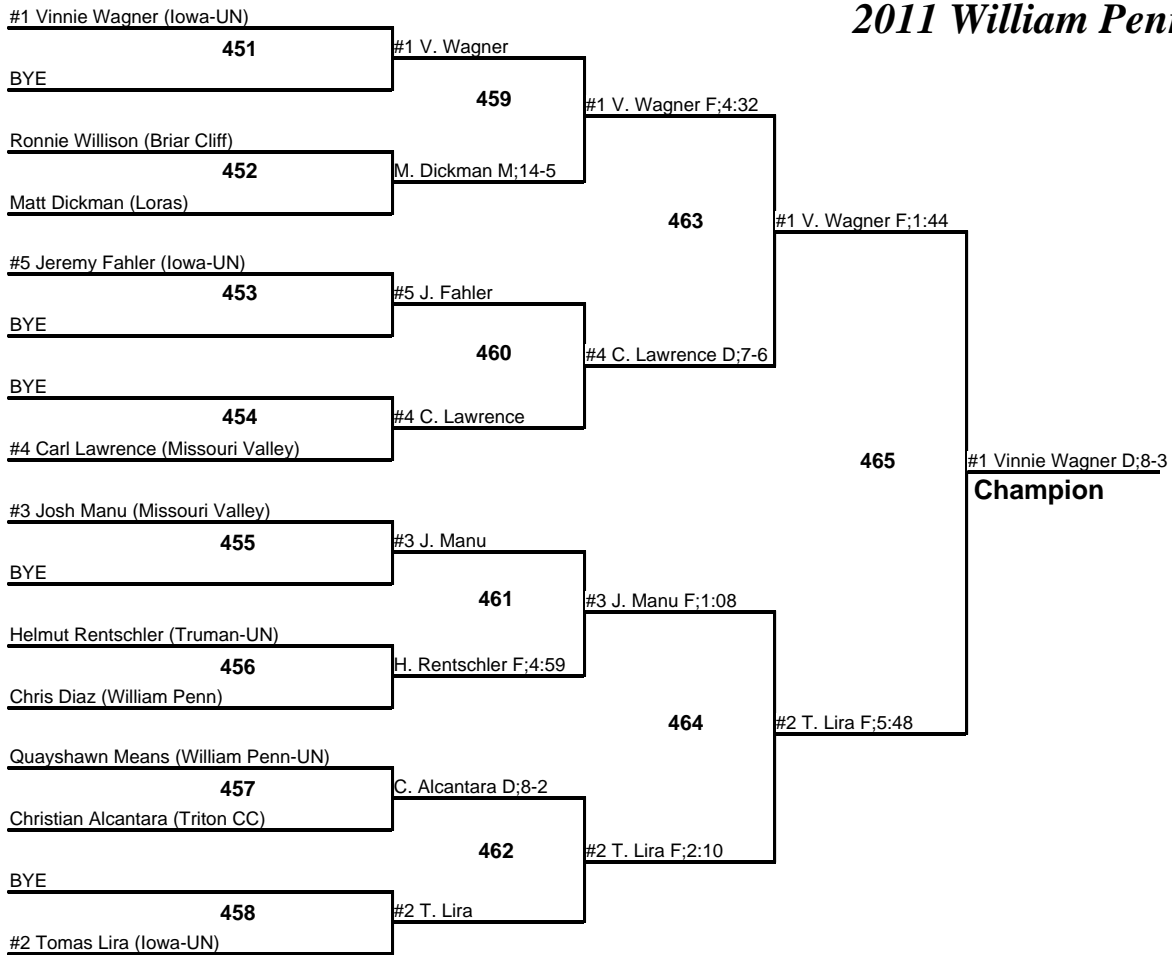 2011 William Pen
#1 Vinnie Wagner (Iowa-UN)
451
BYE
#1 V. Wagner
459
Ronnie Willison (Briar Cliff)
452
Matt Dickman (Loras)
M. Dickman M;14-5
#1 V. Wagner F;4:32
463
#5 Jeremy Fahler (Iowa-UN)
453
BYE
#5 J. Fahler
460
BYE
454
#4 Carl Lawrence (Missouri Valley)
#4 C. Lawrence
#4 C. Lawrence D;7-6
#1 V. Wagner F;1:44
465
#3 Josh Manu (Missouri Valley)
455
BYE
#3 J. Manu
461
Helmut Rentschler (Truman-UN)
456
Chris Diaz (William Penn)
H. Rentschler F;4:59
#3 J. Manu F;1:08
464
Quayshawn Means (William Penn-UN)
457
Christian Alcantara (Triton CC)
C. Alcantara D;8-2
462
BYE
458
#2 Tomas Lira (Iowa-UN)
#2 T. Lira
#2 T. Lira F;2:10
#2 T. Lira F;5:48
#1 Vinnie Wagner D;8-3
Champion